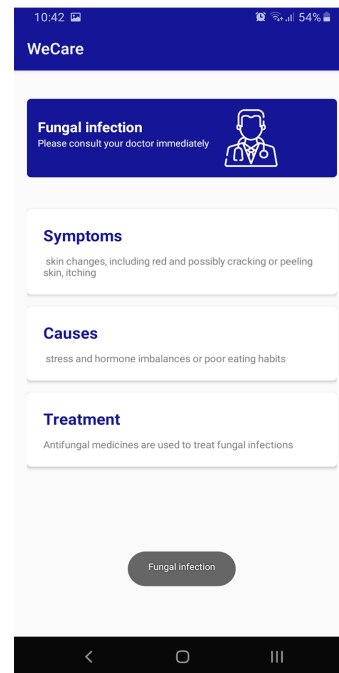 10:42 54%
WeCare
Fungal infection
Please consult your doctor immediately
Symptoms
skin changes, including red and possibly cracking or peeling
skin, itching
Causes
stress and hormone imbalances or poor eating habits
Treatment
Antifungal medicines are used to treat fungal infections
Fungal infection